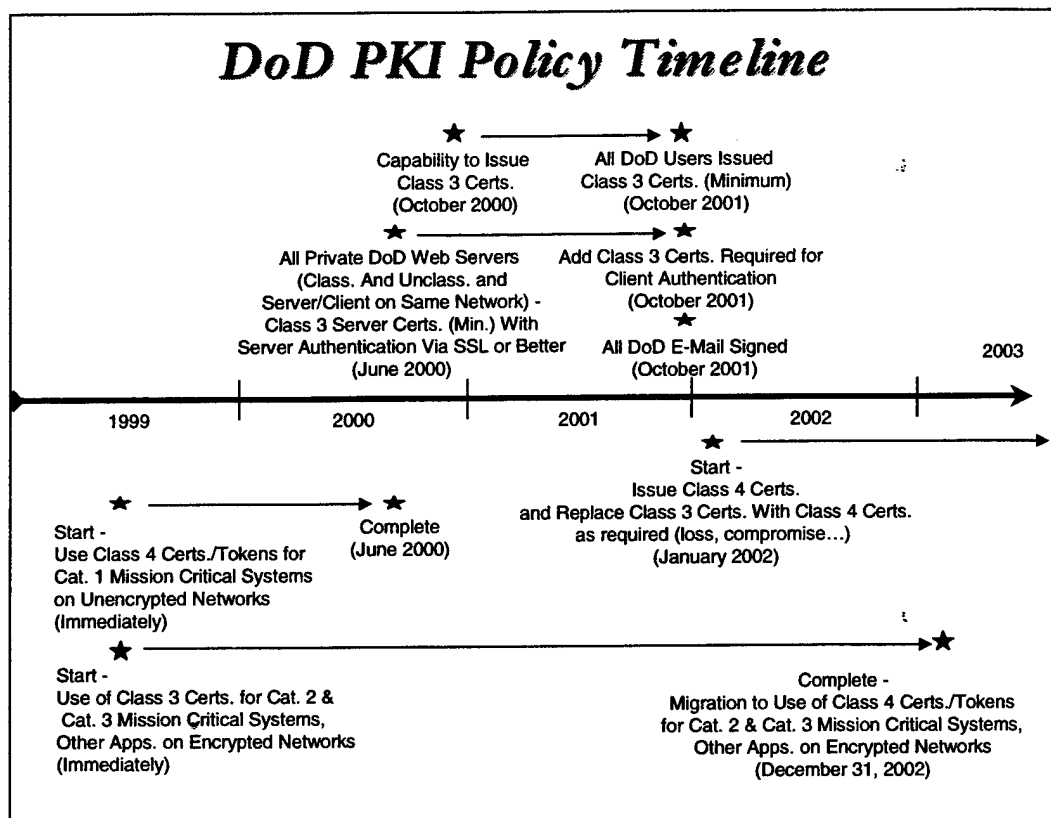 DoD PKI Policy Timeline
Capability to Issue
Class 3 Certs.
(October 2000)
All DoD Users Issued
Class 3 Certs. (Minimum)
(October 2001)
All Private DoD Web Servers
(Class. And Unclass. and
Server/Client on Same Network) -
Class 3 Server Certs. (Min.) With
Server Authentication Via SSL or Better
(June 2000)
Add Class 3 Certs. Required for
Client Authentication
(October 2001)
All DoD E-Mail Signed
(October 2001)
2003
1999
2000
2001
2002
Start -
Issue Class 4 Certs.
and Replace Class 3 Certs. With Class 4 Certs.
as required (loss, compromise...)
(January 2002)
Start -
Use Class 4 Certs./Tokens for
Cat. 1 Mission Critical Systems
on Unencrypted Networks
(Immediately)
Complete
(June 2000)
Start -
Use of Class 3 Certs. for Cat. 2 &
Cat. 3 Mission Critical Systems,
Other Apps. on Encrypted Networks
(Immediately)
Complete -
Migration to Use of Class 4 Certs./Tokens
for Cat. 2 & Cat. 3 Mission Critical Systems,
Other Apps. on Encrypted Networks
(December 31, 2002)